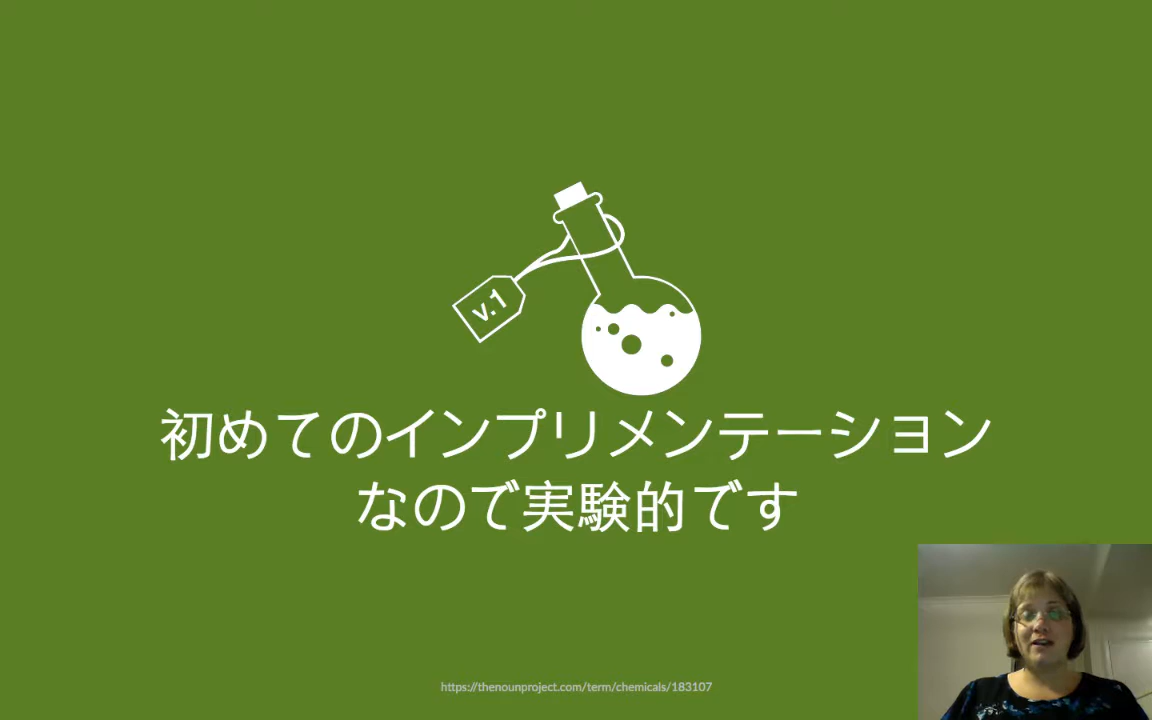 v.1
初めてのインプリメンテーション
なので実験的です
https://thenounproject.com/term/chemicals/183107